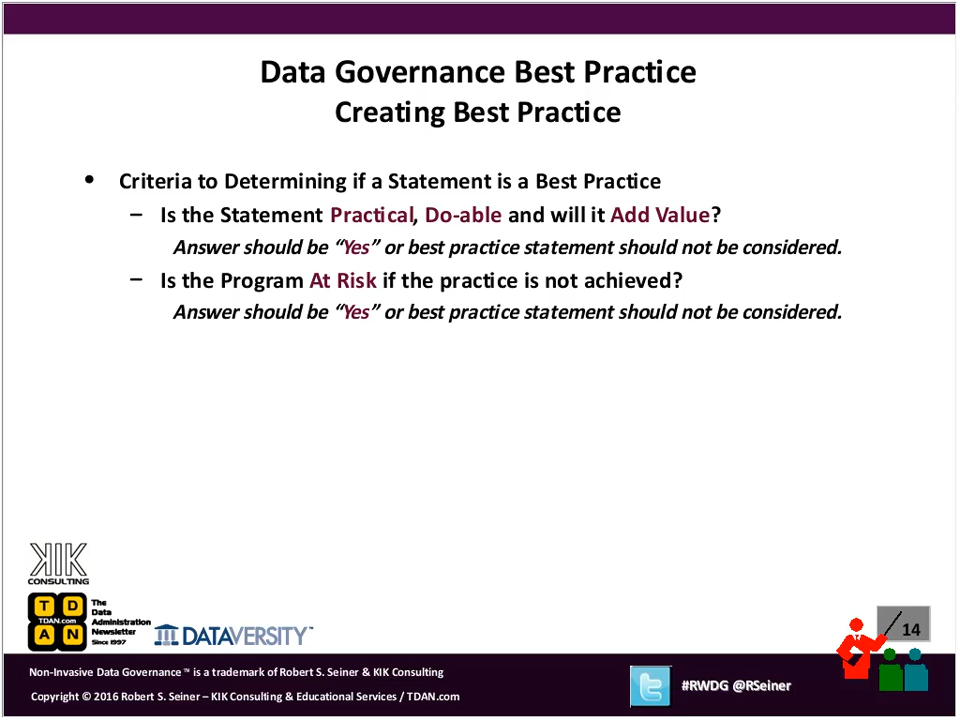 Data Governance Best Practice
Creating Best Practice
• Criteria to Determining if a Statement is a Best Practice
– Is the Statement Practical, Do-able and will it Add Value?
Answer should be “Yes” or best practice statement should not be considered.
– Is the Program At Risk if the practice is not achieved?
Answer should be “Yes” or best practice statement should not be considered.
KIK
CONSULTING
T D
TDAN.com
A N
The
Data
Administration
Newsletter
Since 1997
DATAVERSITY™
14
Non-Invasive Data Governance™ is a trademark of Robert S. Seiner & KIK Consulting
Copyright © 2016 Robert S. Seiner – KIK Consulting & Educational Services / TDAN.com
#RWDG @RSeiner